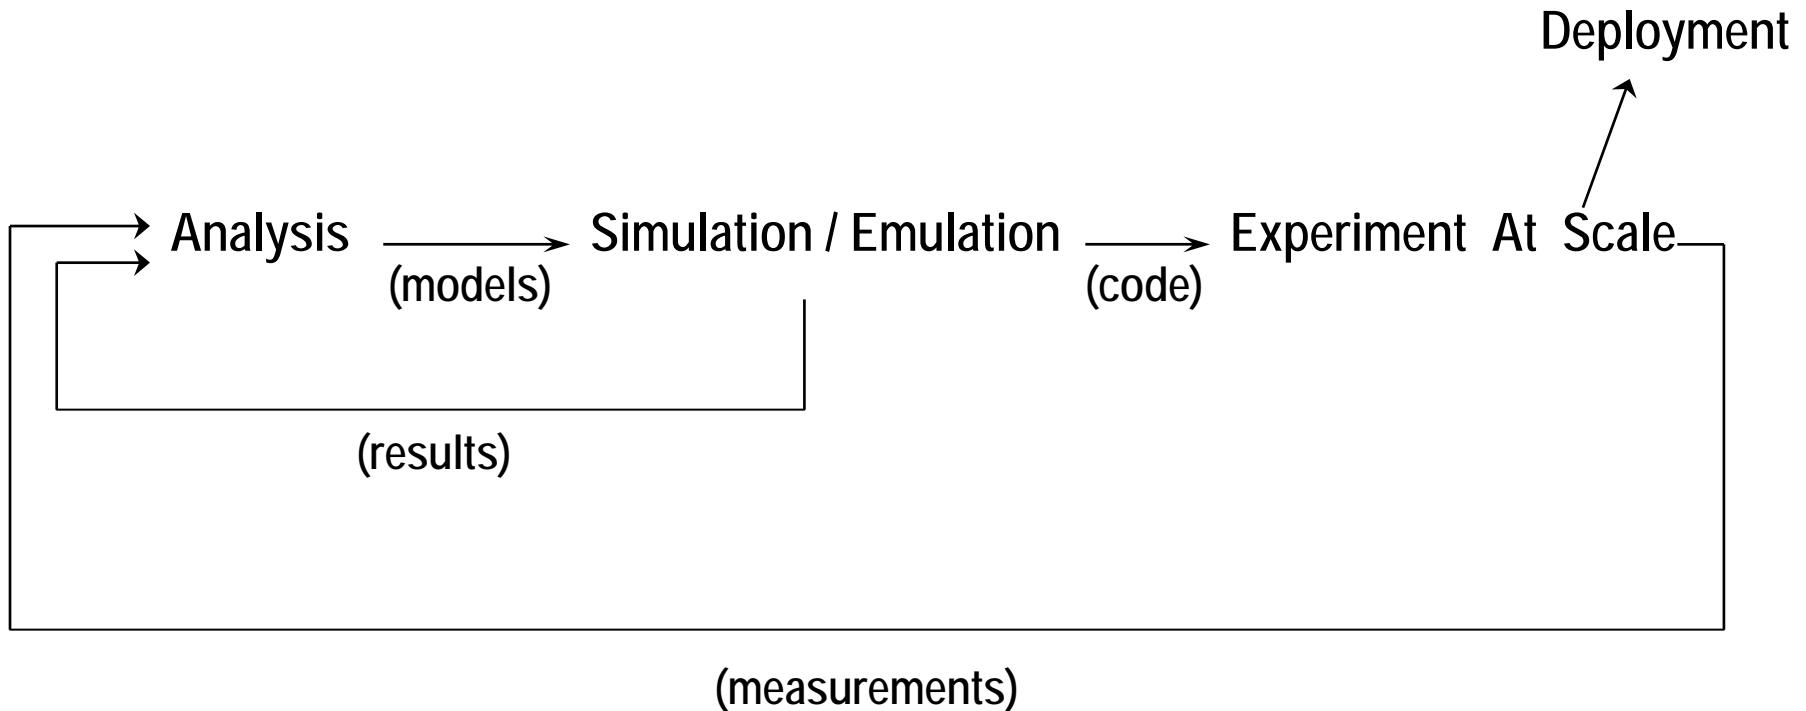 Deployment
Analysis Simulation / Emulation Experiment At Scale
(models) (code)
(results)
(measurements)